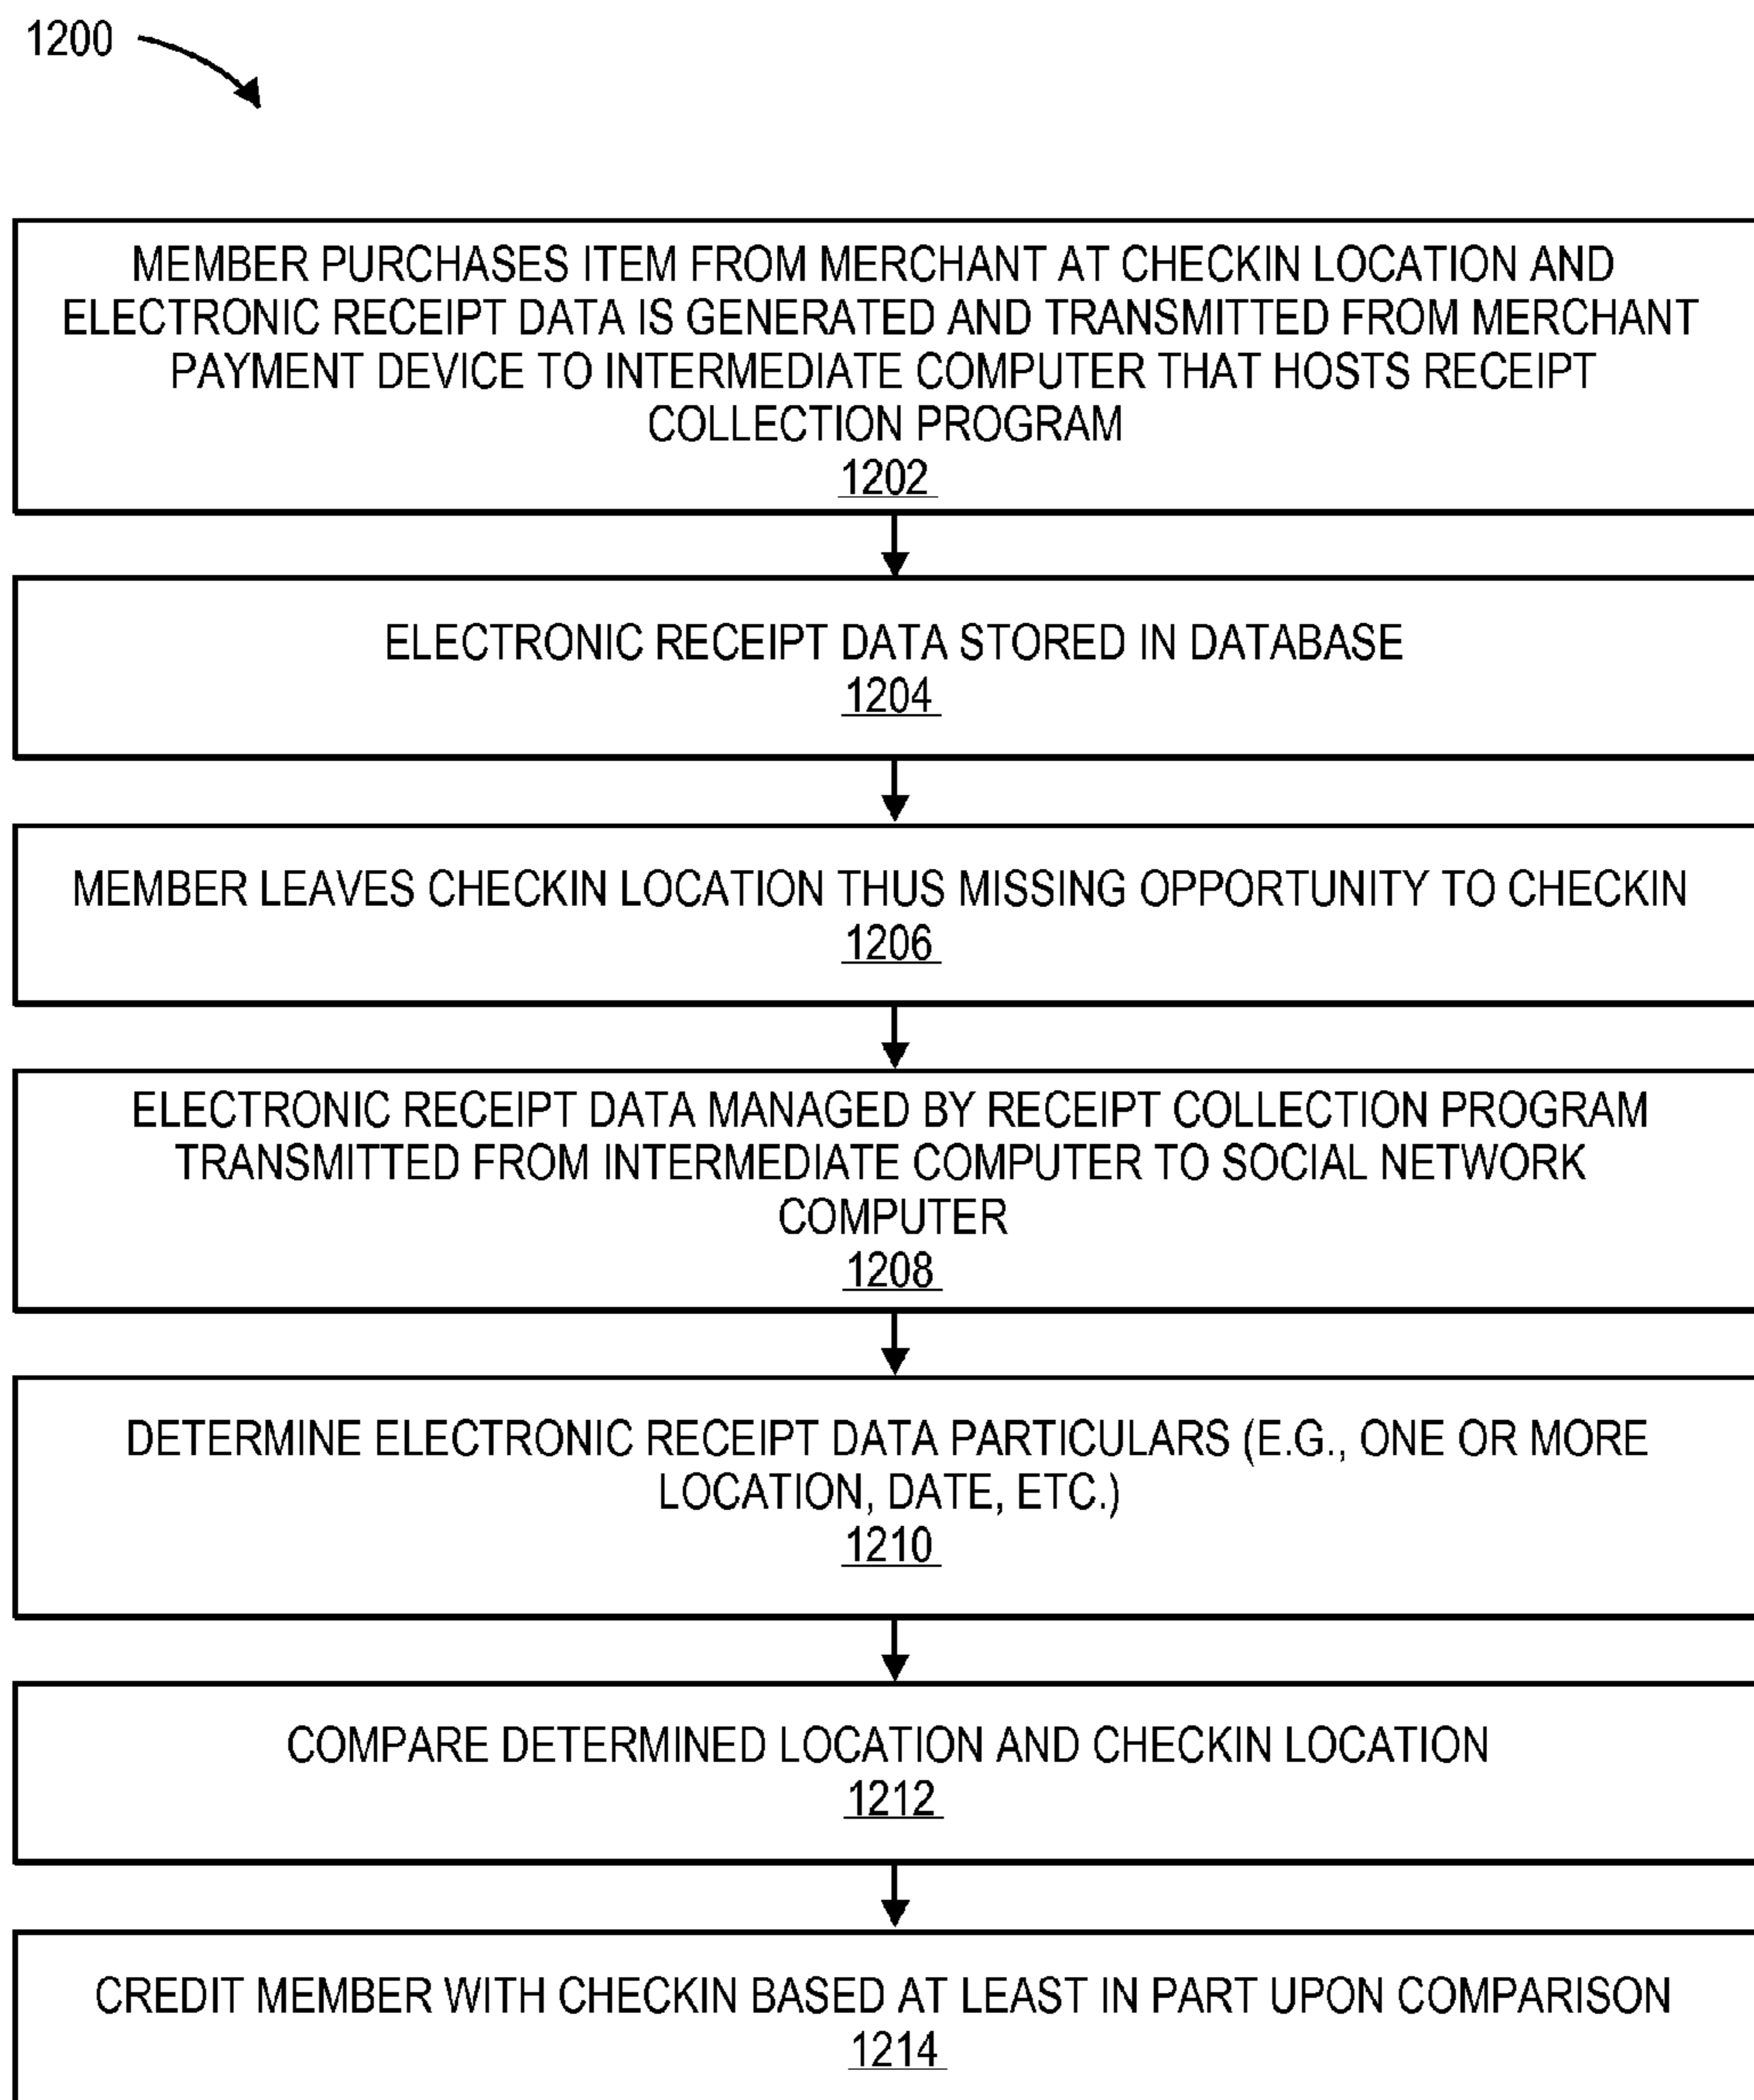 1200
MEMBER PURCHASES ITEM FROM MERCHANT AT CHECKIN LOCATION AND
ELECTRONIC RECEIPT DATA IS GENERATED AND TRANSMITTED FROM MERCHANT
PAYMENT DEVICE TO INTERMEDIATE COMPUTER THAT HOSTS RECEIPT
COLLECTION PROGRAM
1202
ELECTRONIC RECEIPT DATA STORED IN DATABASE
1204
MEMBER LEAVES CHECKIN LOCATION THUS MISSING OPPORTUNITY TO CHECKIN
1206
ELECTRONIC RECEIPT DATA MANAGED BY RECEIPT COLLECTION PROGRAM
TRANSMITTED FROM INTERMEDIATE COMPUTER TO SOCIAL NETWORK
COMPUTER
1208
DETERMINE ELECTRONIC RECEIPT DATA PARTICULARS (E.G., ONE OR MORE
LOCATION, DATE, ETC.)
1210
COMPARE DETERMINED LOCATION AND CHECKIN LOCATION
1212
CREDIT MEMBER WITH CHECKIN BASED AT LEAST IN PART UPON COMPARISON
1214